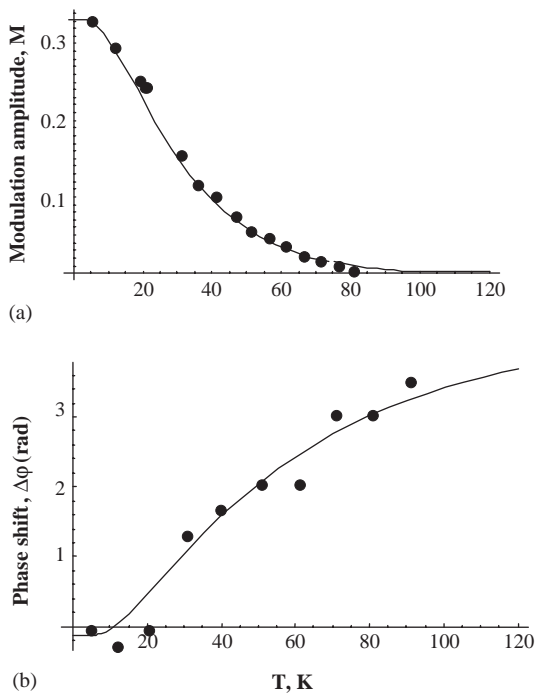 Modulation amplitude, M
0.3
0.2
0.1
20 40 60 80 100 120
(a)
Phase shift, Δφ(rad)
3
2
1
20 40 60 80 100 120
(b)
T, K